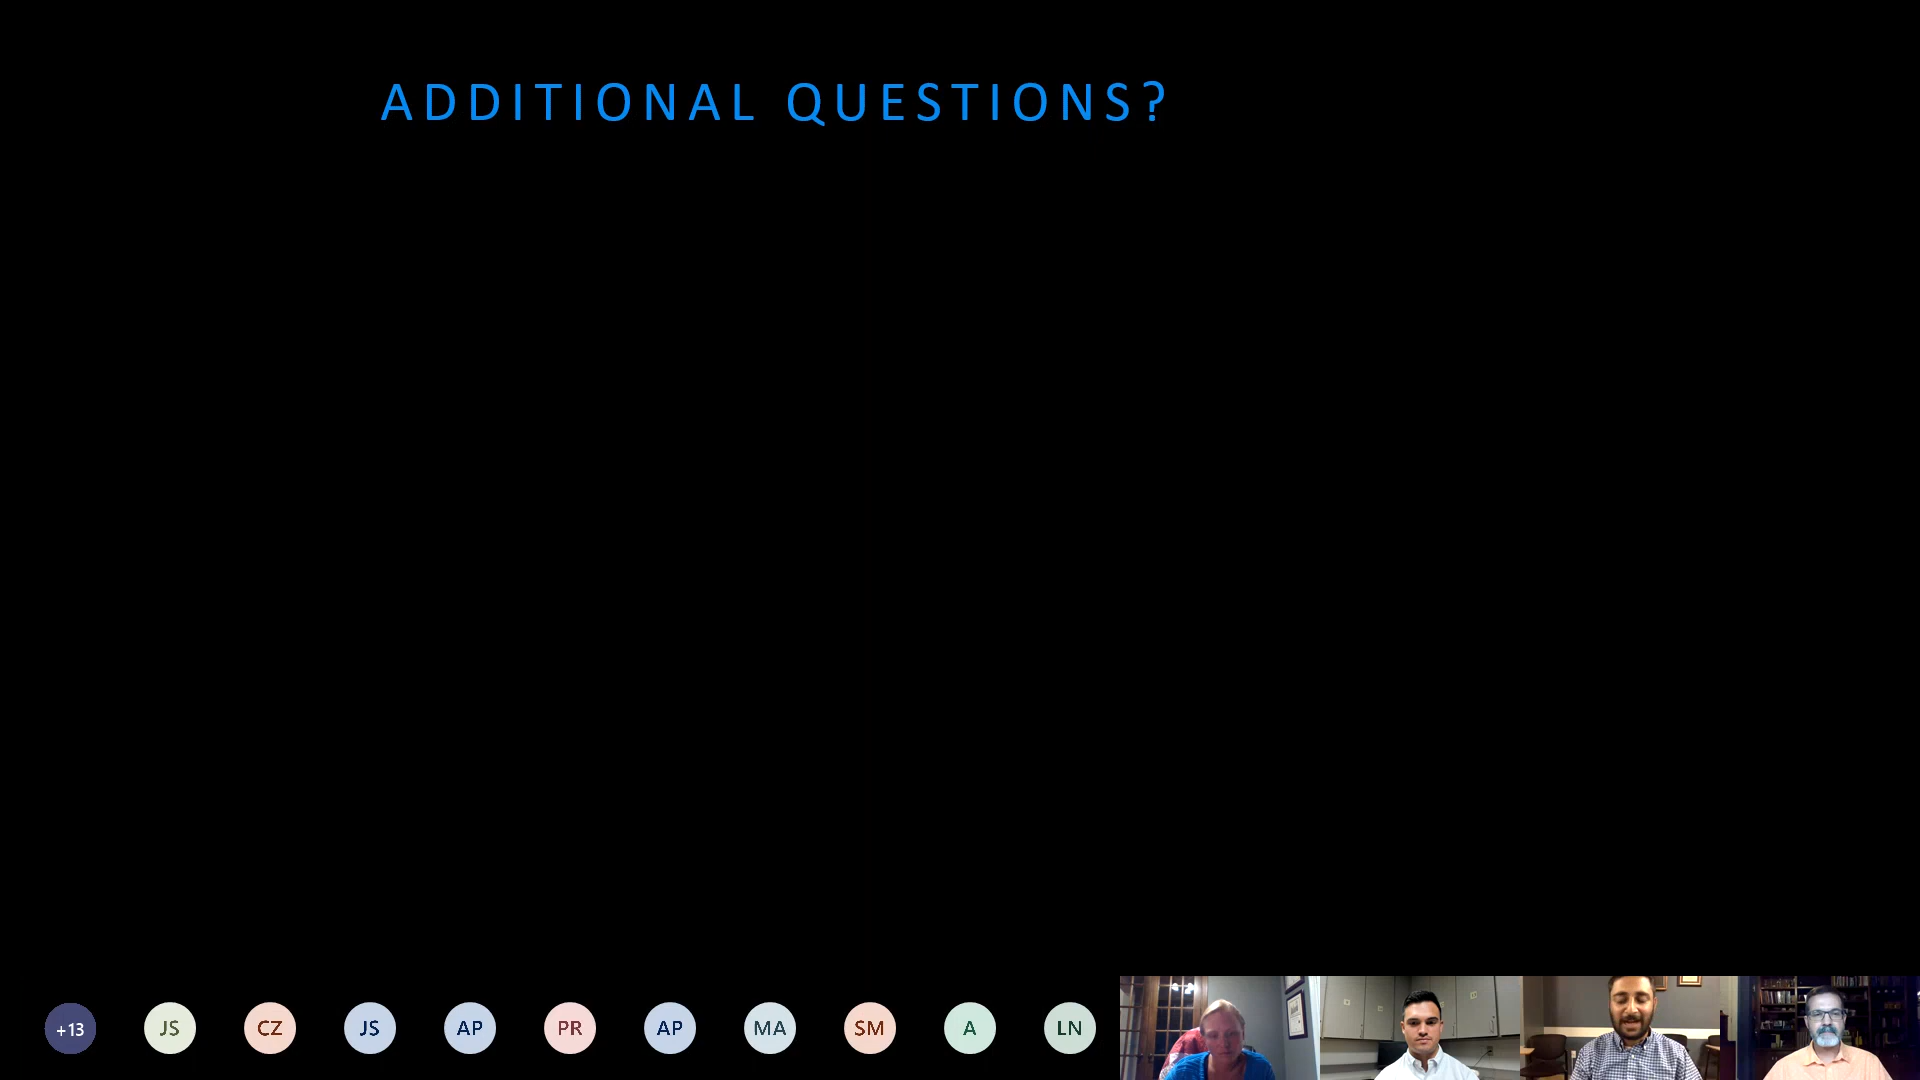 ADDITIONAL QUESTIONS?
+13 JS CZ JS AP PR AP MA SM A LN